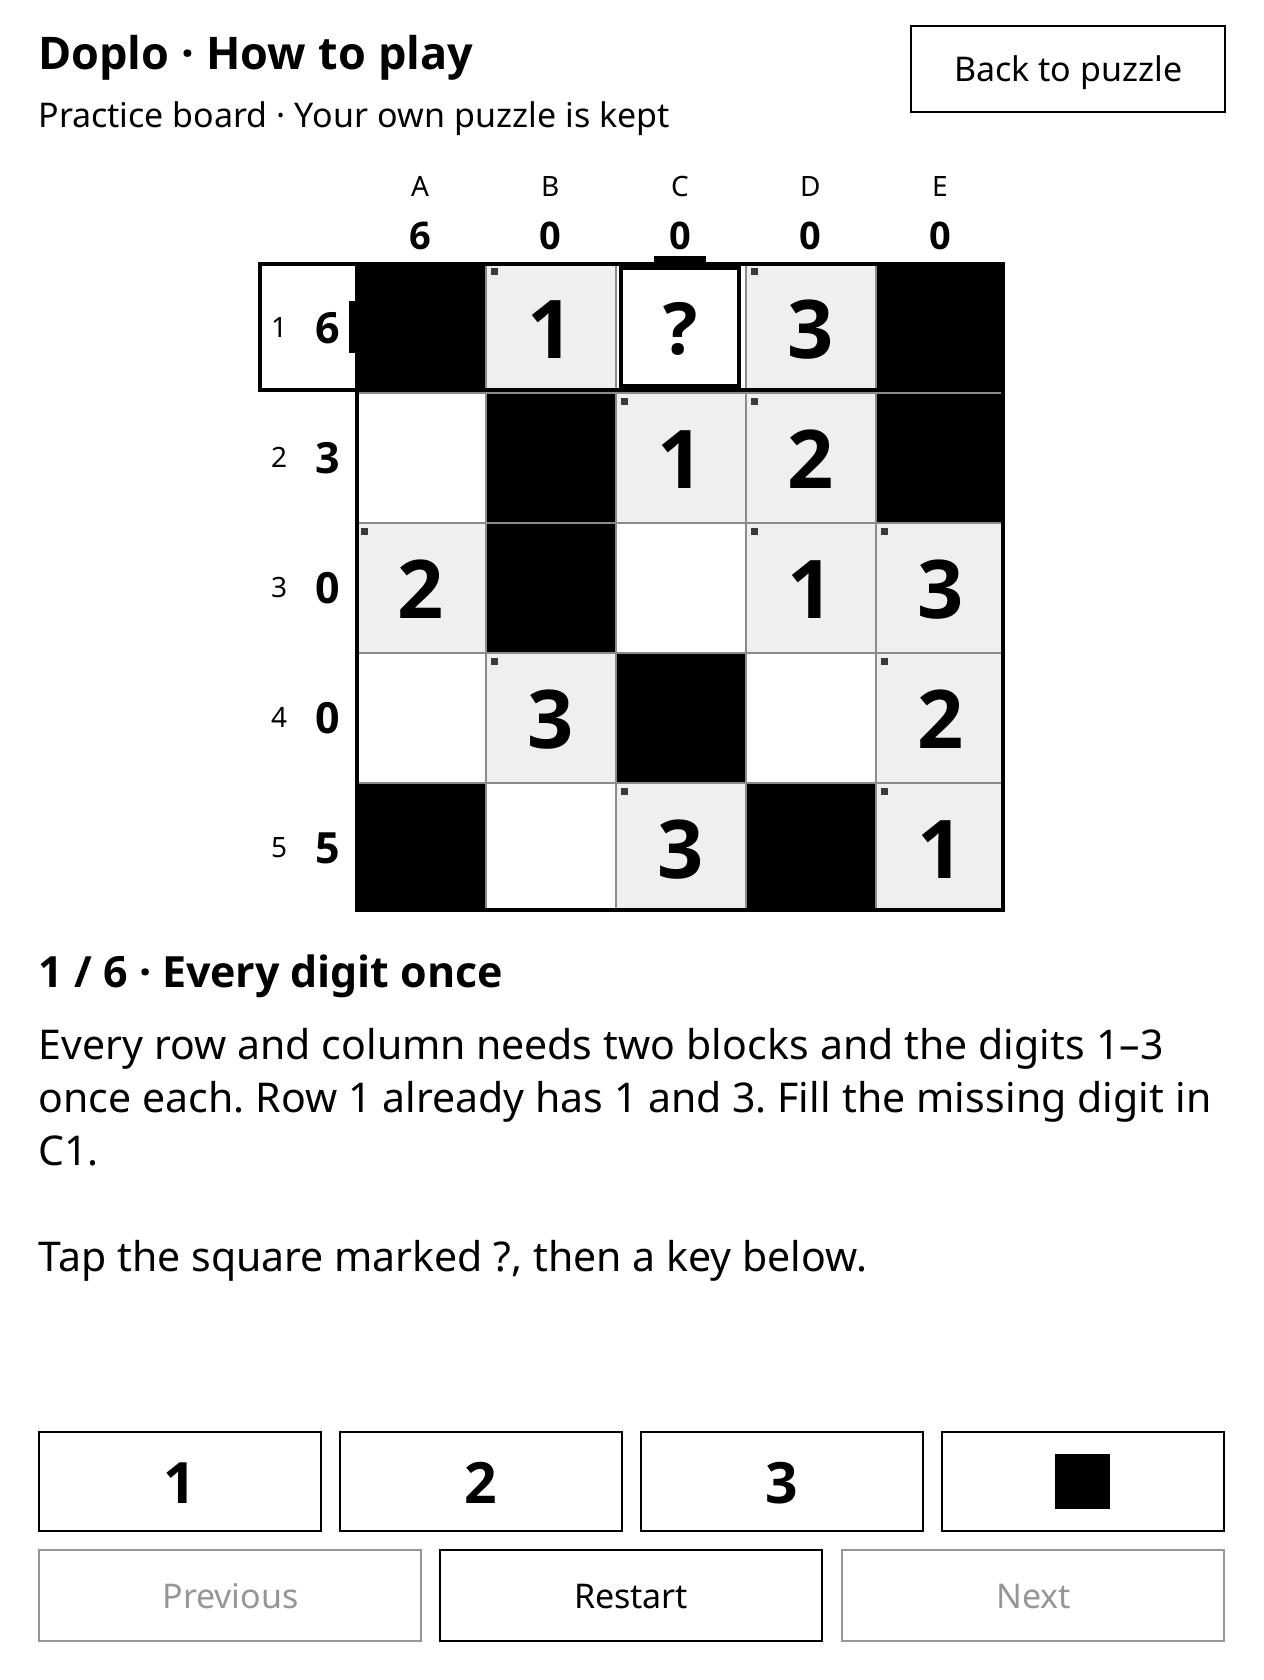 Doplo · How to play
Back to puzzle
Practice board · Your own puzzle is kept
A B C D E
6 0 0 0 0
1 6 1 ? 3
2 3 1 2
3 0 2 1 3
4 0 3 2
5 5 3 1
1 / 6 · Every digit once
Every row and column needs two blocks and the digits 1–3
once each. Row 1 already has 1 and 3. Fill the missing digit in
C1.
Tap the square marked ?, then a key below.
1 2 3
Previous Restart Next